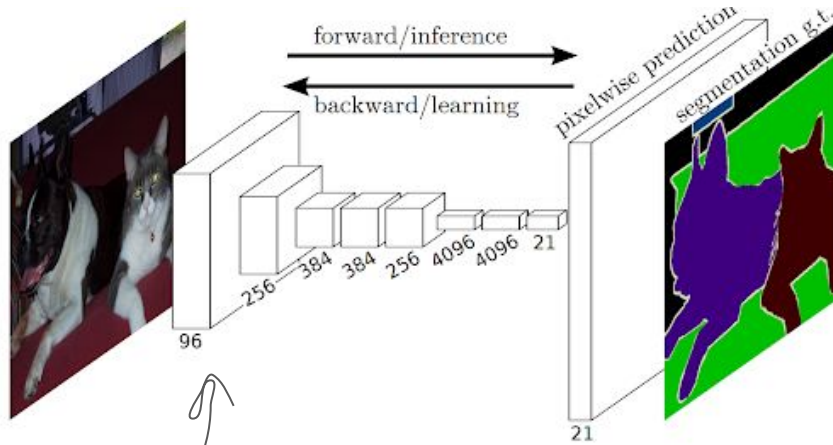 forward/inference
backward/learning
pixelwise prediction
segmentation g.t.
96
256
384
384
256
4096
4096
21
21